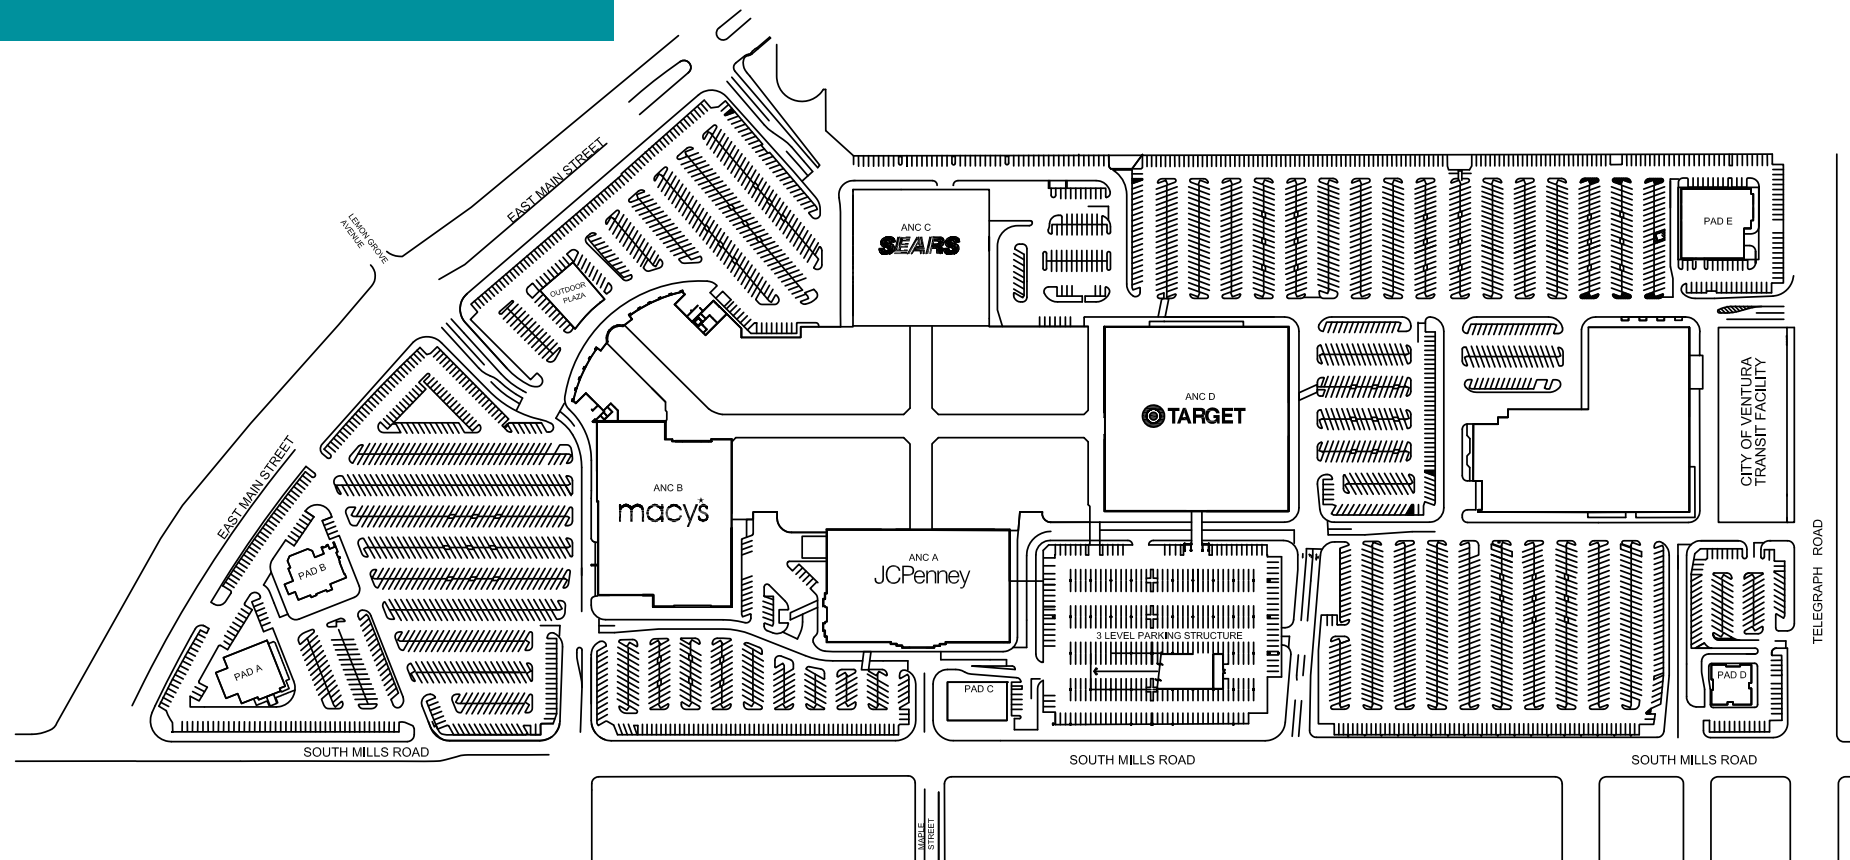 EAST MAIN STREET
LEMON GROVE
AVENUE
ANC C
SEARS
PAD E
OUTDOOR
PLAZA
ANC D
TARGET
CITY OF VENTURA
TRANSIT FACILITY
EAST MAIN STREET
ANC B
macy's
ANC A
JCPenney
PAD B
TELEGRAPH ROAD
3 LEVEL PARKING STRUCTURE
PAD A
PAD C
PAD D
SOUTH MILLS ROAD
SOUTH MILLS ROAD
SOUTH MILLS ROAD
MAPLE
STREET